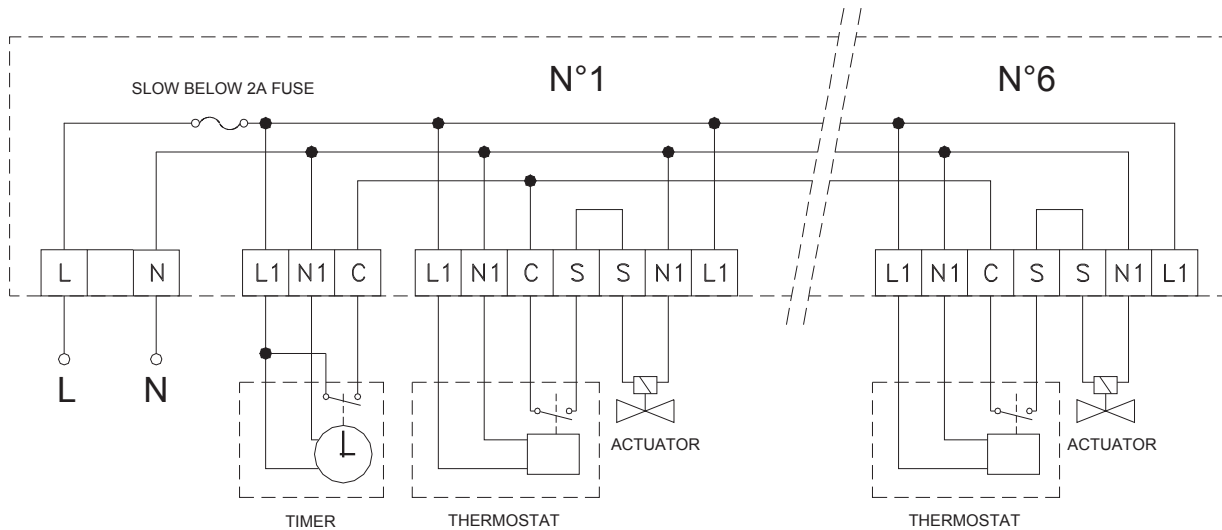 N°1
N°6
SLOW BELOW 2A FUSE
L N L1 N1 C L1 N1 C S S N1 L1 L1 N1 C S S N1 L1
L N
ACTUATOR
ACTUATOR
TIMER
THERMOSTAT
THERMOSTAT